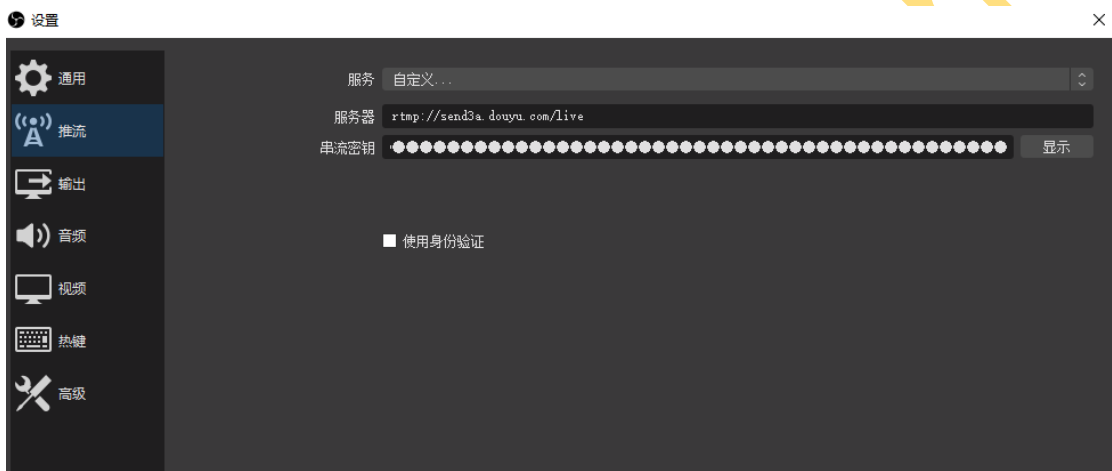 设置
通用
推流
输出
音频
视频
热键
高级
服务 自定义...
服务器 rtmp://send3a.douyu.com/live
串流密钥 显示
使用身份验证